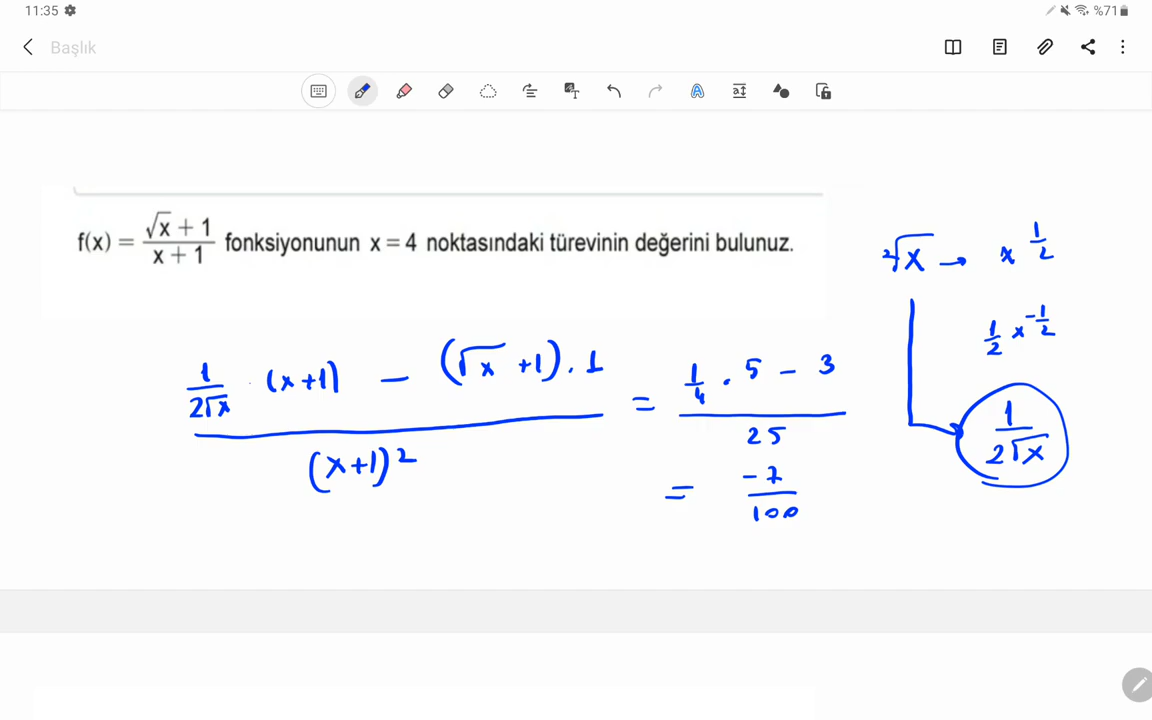 11:35
%71
Başlık
f(x) = (√x + 1)/(x + 1) fonksiyonunun x = 4 noktasındaki türevinin değerini bulunuz.
²√x → x^(1/2)
1/2 x^(-1/2)
1/(2√x)
(1/(2√x) · (x+1) − (√x +1) . 1)/((x+1)²) = (1/4 . 5 − 3)/25
= −7/100